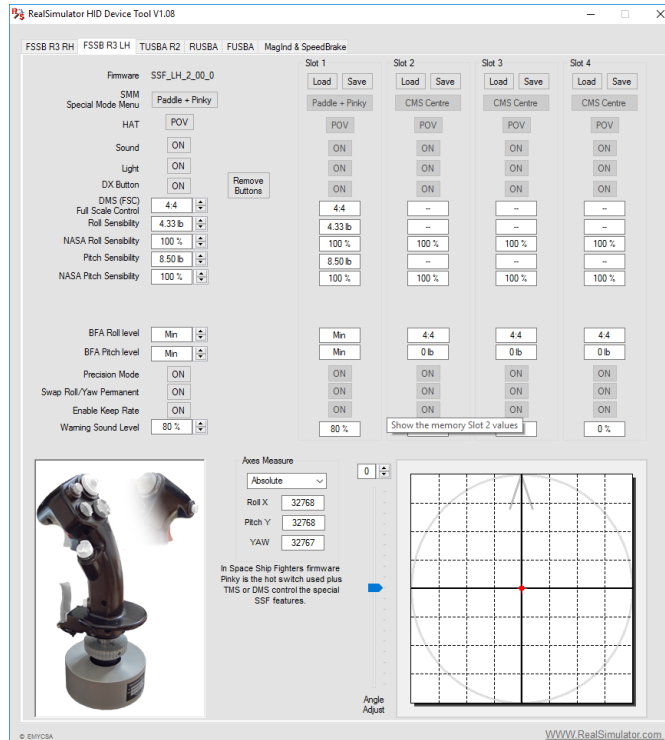 RealSimulator HID Device Tool V1.08
FSSB R3 RH FSSB R3 LH TUSBA R2 RUSBA FUSBA MagInd & SpeedBrake
Slot 1 Slot 2 Slot 3 Slot 4
Firmware SSF_LH_2_00_0 Load Save Load Save Load Save Load Save
SMM
Special Mode Menu Paddle + Pinky Paddle + Pinky CMS Centre CMS Centre CMS Centre
HAT POV POV POV POV POV
Sound ON ON ON ON ON
Light ON ON ON ON ON
DX Button ON Remove Buttons ON ON ON ON
DMS (FSC)
Full Scale Control 4:4 4:4 -- -- --
Roll Sensibility 4.33 lb 4.33 lb -- -- --
NASA Roll Sensibility 100 % 100 % 100 % 100 % 100 %
Pitch Sensibility 8.50 lb 8.50 lb -- -- --
NASA Pitch Sensibility 100 % 100 % 100 % 100 % 100 %
BFA Roll level Min Min 4:4 4:4 4:4
BFA Pitch level Min Min 0 lb 0 lb 0 lb
Precision Mode ON ON ON ON ON
Swap Roll/Yaw Permanent ON ON ON ON ON
Enable Keep Rate ON ON ON ON ON
Warning Sound Level 80 % 80 % 0 %
Show the memory Slot 2 values
Axes Measure
Absolute
0
Roll X 32768
Pitch Y 32768
YAW 32767
In Space Ship Fighters firmware
Pinky is the hot switch used plus
TMS or DMS control the special
SSF features.
Angle
Adjust
© EMYCSA
WWW.RealSimulator.com